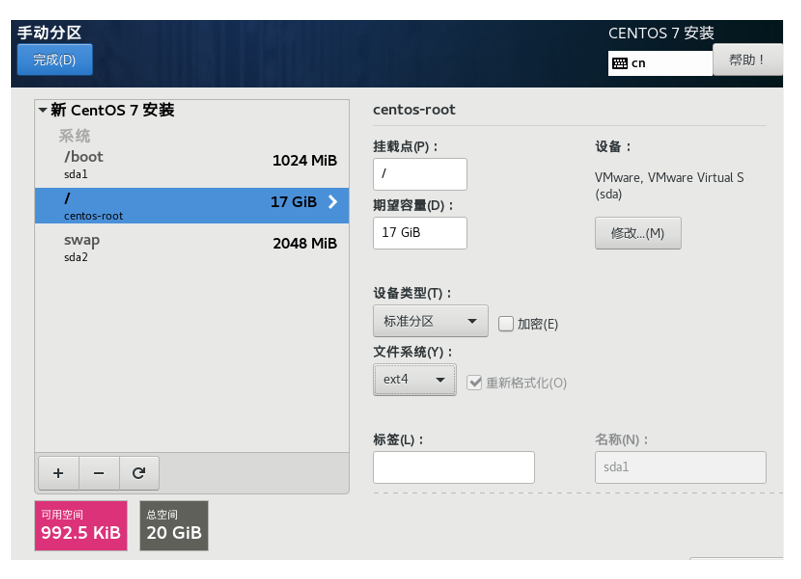 手动分区
CENTOS 7 安装
完成(D)
cn
帮助！
新 CentOS 7 安装
系统
/boot
1024 MiB
sda1
/
17 GiB
centos-root
swap
2048 MiB
sda2
centos-root
挂载点(P)：
设备：
/
VMware, VMware Virtual S
(sda)
期望容量(D)：
17 GiB
修改...(M)
设备类型(T)：
标准分区
加密(E)
文件系统(Y)：
ext4
重新格式化(O)
标签(L)：
名称(N)：
sda1
可用空间
992.5 KiB
总空间
20 GiB